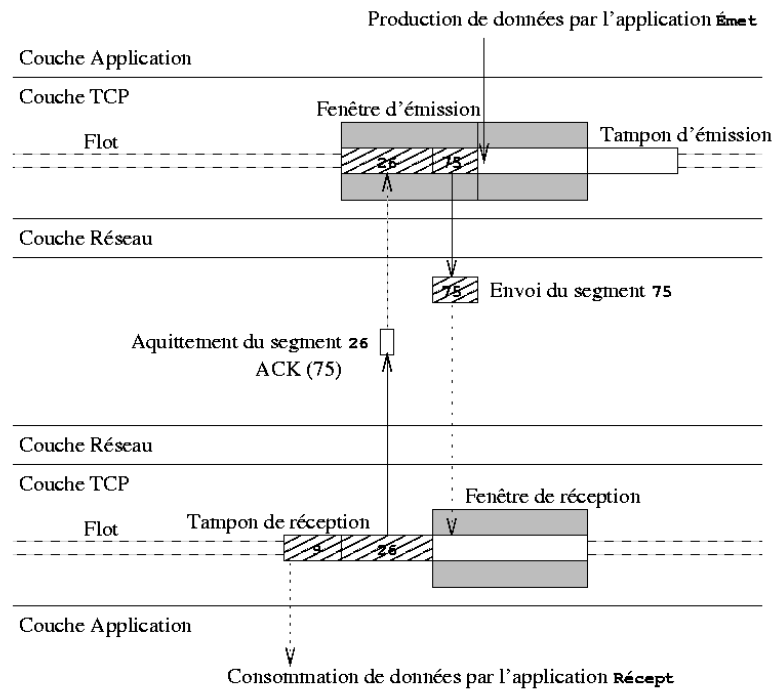 Production de données par l'application Émet
Couche Application
Couche TCP
Fenêtre d'émission
Tampon d'émission
Flot
26
75
Couche Réseau
75
Envoi du segment 75
Aquittement du segment 26
ACK (75)
Couche Réseau
Couche TCP
Fenêtre de réception
Tampon de réception
Flot
9
26
Couche Application
Consommation de données par l'application Récept